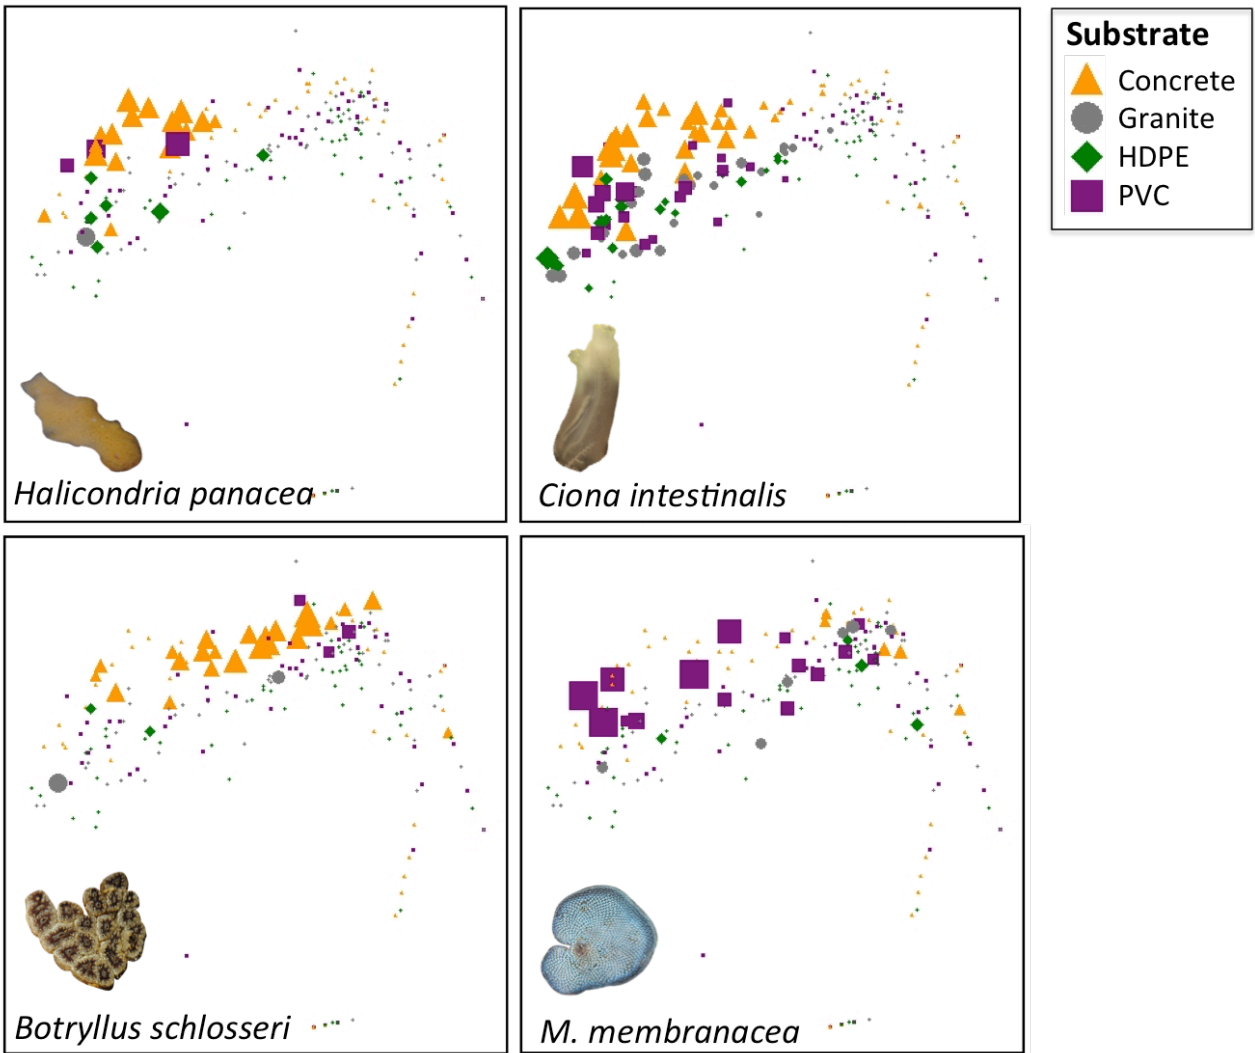 Substrate
Concrete
Granite
HDPE
PVC
Halicondria panacea
Ciona intestinalis
Botryllus schlosseri
M. membranacea